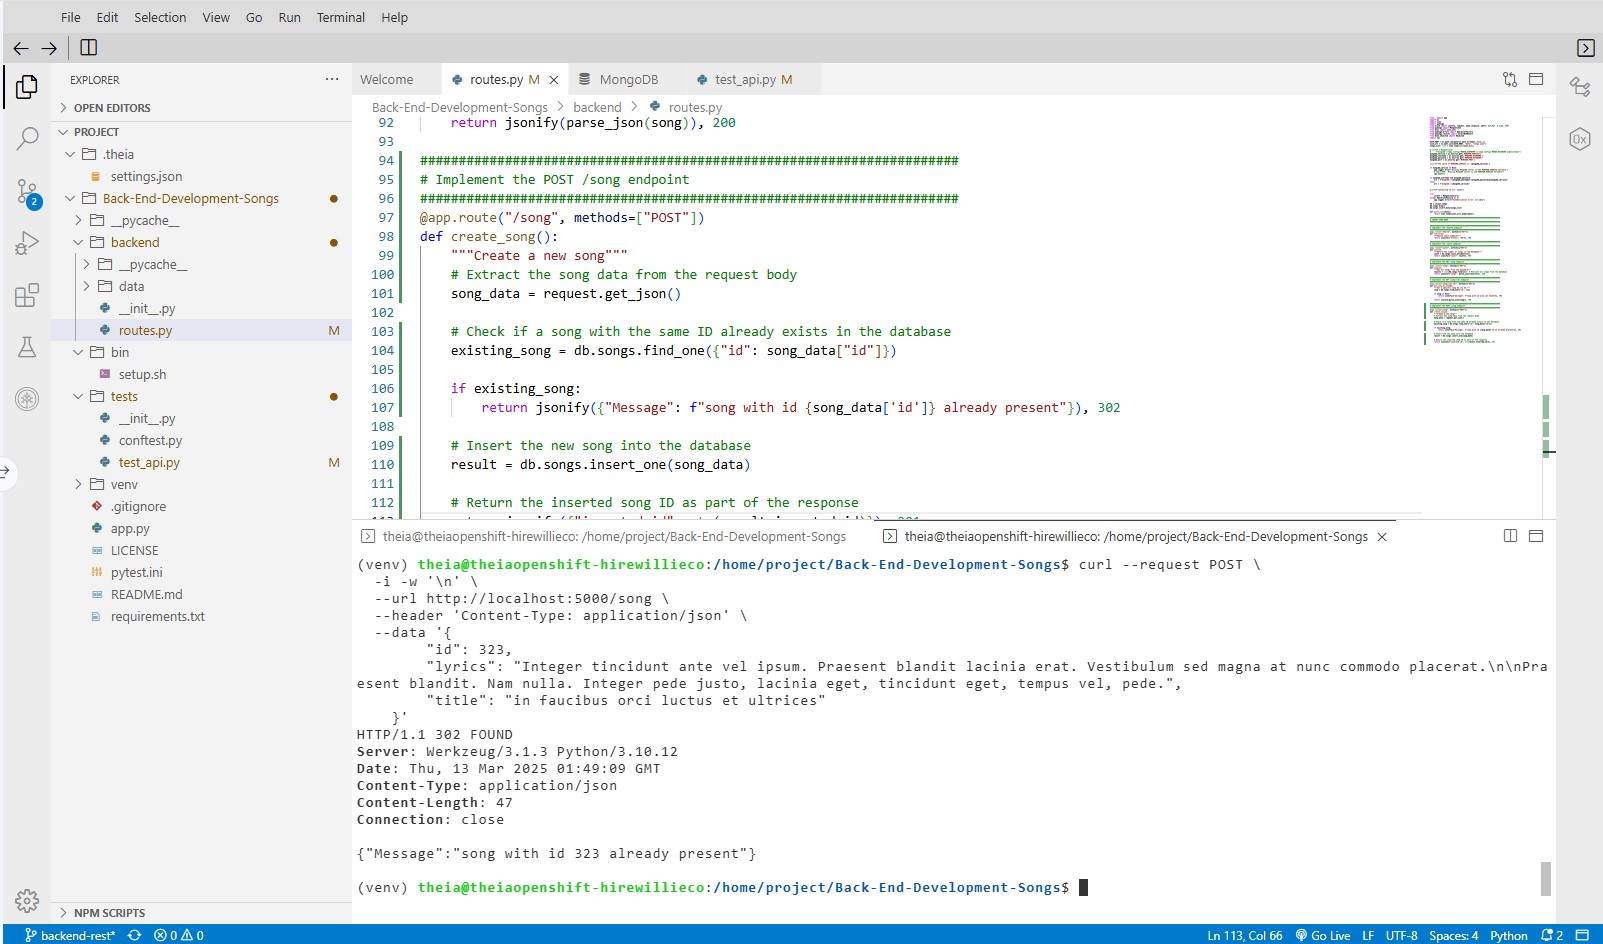 File Edit Selection View Go Run Terminal Help
EXPLORER
OPEN EDITORS
PROJECT
.theia
settings.json
Back-End-Development-Songs
__pycache__
backend
__pycache__
data
__init__.py
routes.py M
bin
setup.sh
tests
__init__.py
conftest.py
test_api.py M
venv
.gitignore
app.py
LICENSE
pytest.ini
README.md
requirements.txt
NPM SCRIPTS
2
Welcome routes.py M MongoDB test_api.py M
Back-End-Development-Songs > backend > routes.py
92 return jsonify(parse_json(song)), 200
93
94 ######################################################################
95 # Implement the POST /song endpoint
96 ######################################################################
97 @app.route("/song", methods=["POST"])
98 def create_song():
99 """Create a new song"""
100 # Extract the song data from the request body
101 song_data = request.get_json()
102
103 # Check if a song with the same ID already exists in the database
104 existing_song = db.songs.find_one({"id": song_data["id"]})
105
106 if existing_song:
107 return jsonify({"Message": f"song with id {song_data['id']} already present"}), 302
108
109 # Insert the new song into the database
110 result = db.songs.insert_one(song_data)
111
112 # Return the inserted song ID as part of the response
0x
theia@theiaopenshift-hirewillieco: /home/project/Back-End-Development-Songs theia@theiaopenshift-hirewillieco: /home/project/Back-End-Development-Songs
(venv) theia@theiaopenshift-hirewillieco:/home/project/Back-End-Development-Songs$ curl --request POST \
-i -w '\n' \
--url http://localhost:5000/song \
--header 'Content-Type: application/json' \
--data '{
"id": 323,
"lyrics": "Integer tincidunt ante vel ipsum. Praesent blandit lacinia erat. Vestibulum sed magna at nunc commodo placerat.\n\nPra
esent blandit. Nam nulla. Integer pede justo, lacinia eget, tincidunt eget, tempus vel, pede.",
"title": "in faucibus orci luctus et ultrices"
}'
HTTP/1.1 302 FOUND
Server: Werkzeug/3.1.3 Python/3.10.12
Date: Thu, 13 Mar 2025 01:49:09 GMT
Content-Type: application/json
Content-Length: 47
Connection: close
{"Message":"song with id 323 already present"}
(venv) theia@theiaopenshift-hirewillieco:/home/project/Back-End-Development-Songs$
backend-rest* 0 0 Ln 113, Col 66 Go Live LF UTF-8 Spaces: 4 Python 2